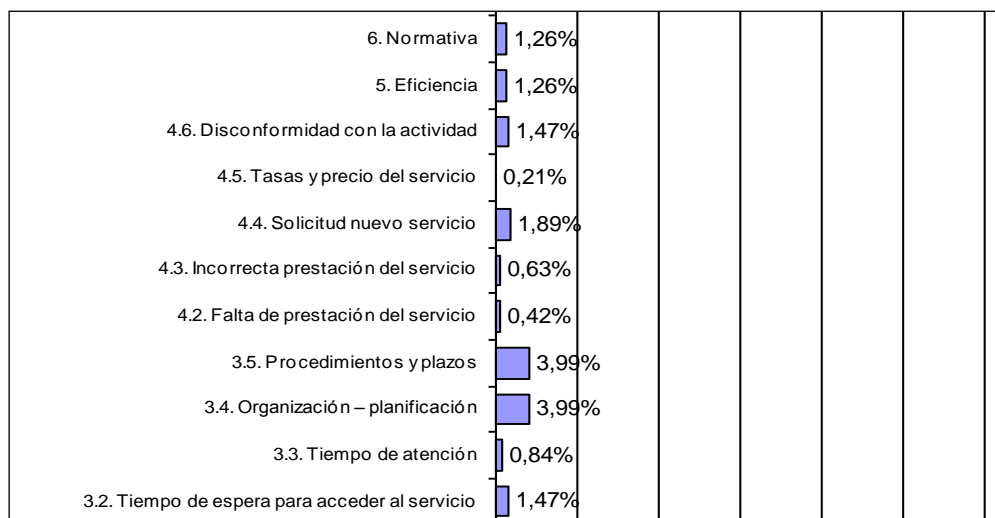 6. Normativa 1,26%
5. Eficiencia 1,26%
4.6. Disconformidad con la actividad 1,47%
4.5. Tasas y precio del servicio 0,21%
4.4. Solicitud nuevo servicio 1,89%
4.3. Incorrecta prestación del servicio 0,63%
4.2. Falta de prestación del servicio 0,42%
3.5. Procedimientos y plazos 3,99%
3.4. Organización – planificación 3,99%
3.3. Tiempo de atención 0,84%
3.2. Tiempo de espera para acceder al servicio 1,47%